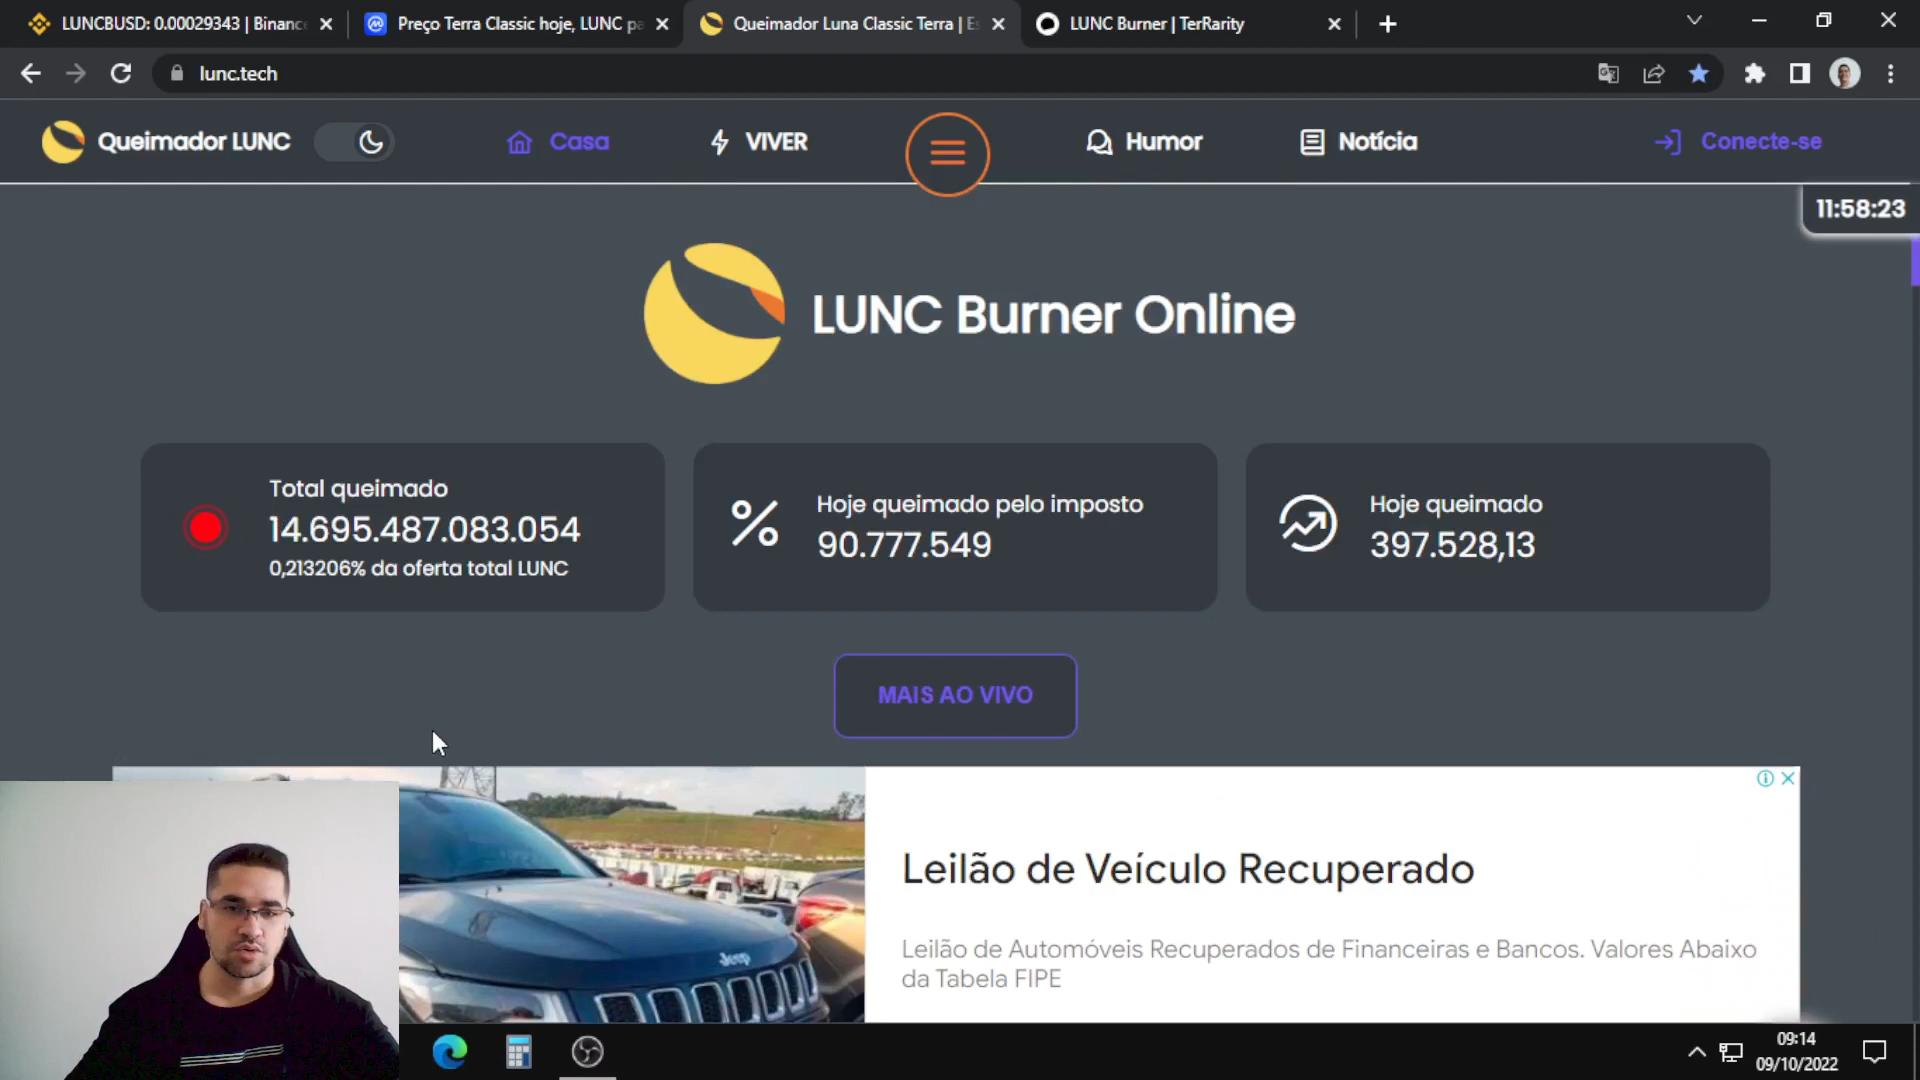 LUNCBUSD: 0.00029343 | Binanc
Preço Terra Classic hoje, LUNC pa
Queimador Luna Classic Terra | Es
LUNC Burner | TerRarity
lunc.tech
Queimador LUNC
Casa
VIVER
Humor
Notícia
Conecte-se
11:58:23
LUNC Burner Online
Total queimado
14.695.487.083.054
0,213206% da oferta total LUNC
Hoje queimado pelo imposto
90.777.549
Hoje queimado
397.528,13
MAIS AO VIVO
Jeep
Leilão de Veículo Recuperado
Leilão de Automóveis Recuperados de Financeiras e Bancos. Valores Abaixo
da Tabela FIPE
09:14
09/10/2022